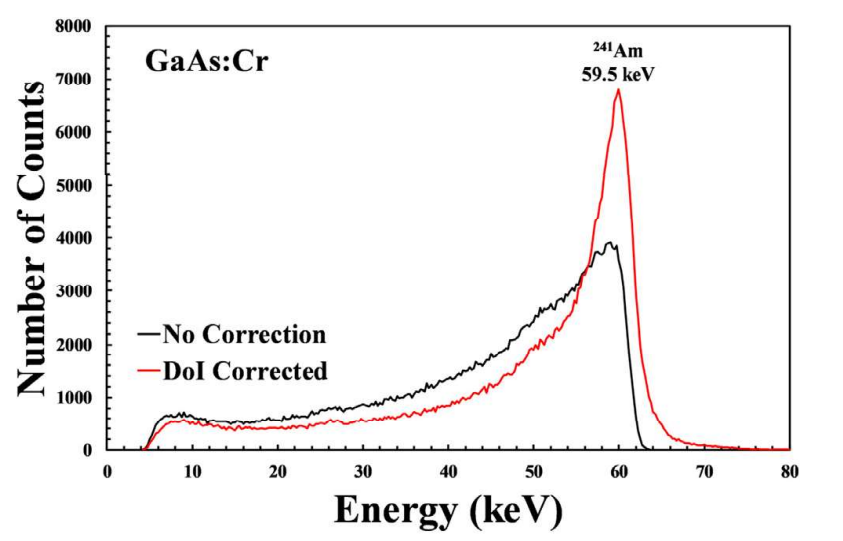 8000
7000
6000
5000
4000
3000
2000
1000
0
Number of Counts
GaAs:Cr
²⁴¹Am
59.5 keV
No Correction
DoI Corrected
0 10 20 30 40 50 60 70 80
Energy (keV)